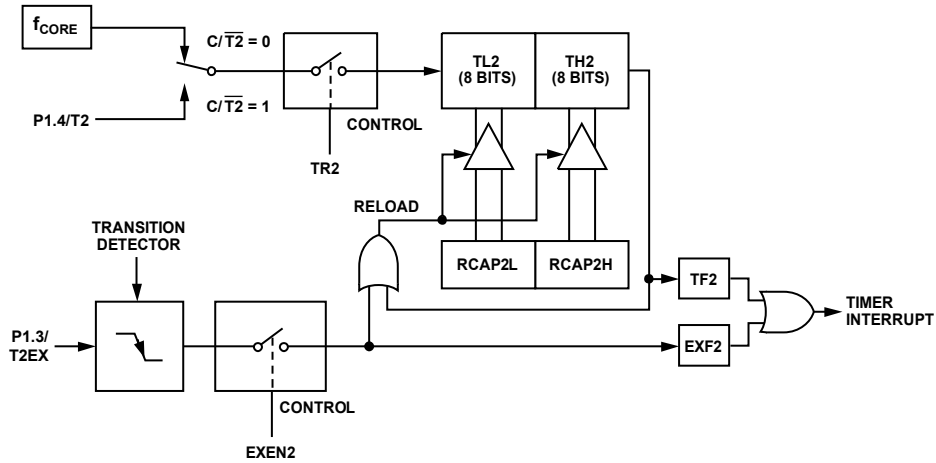 fCORE
C/T2 = 0
C/T2 = 1
P1.4/T2
CONTROL
TR2
TL2
(8 BITS)
TH2
(8 BITS)
RELOAD
TRANSITION
DETECTOR
RCAP2L
RCAP2H
TF2
TIMER
INTERRUPT
P1.3/
T2EX
EXF2
CONTROL
EXEN2